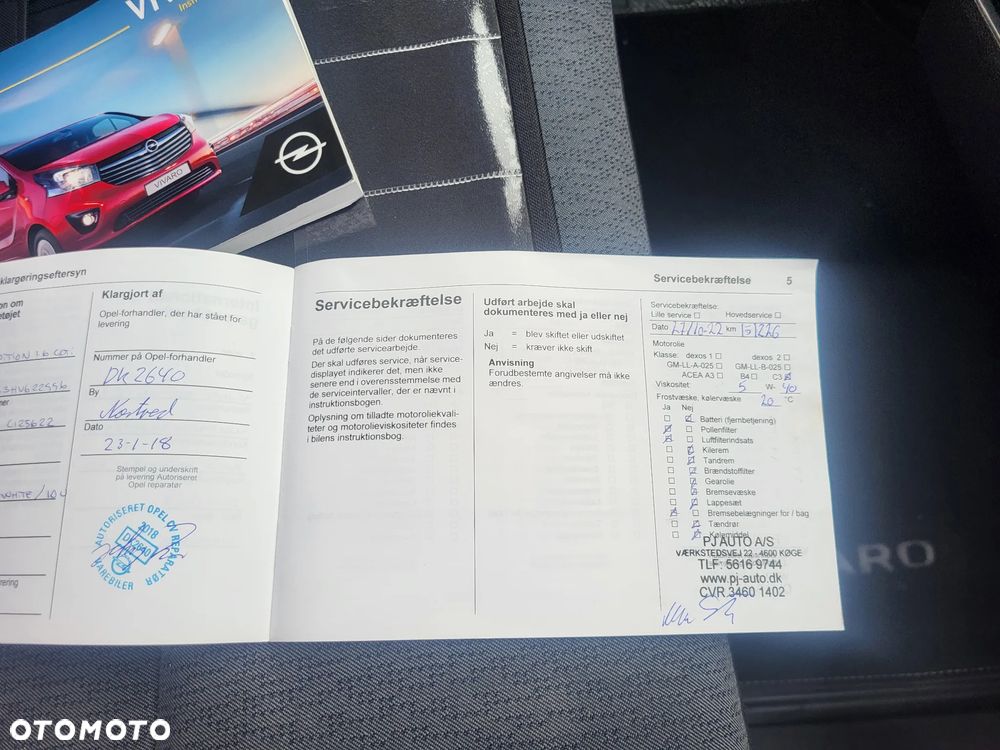 VIVARO
klargøringseftersyn
Klargjort af
Opel-forhandler, der har stået for
levering
Nummer på Opel-forhandler
DK 2640
By
Dato
23-1-18
Stempel og underskrift
på levering Autoriseret
Opel reparatør
AUTORISERET OPEL CV REPARATØR
VAREBILER
2018
Servicebekræftelse
På de følgende sider dokumenteres
det udførte servicearbejde.
Der skal udføres service, når service-
displayet indikerer det, men ikke
senere end i overensstemmelse med
de serviceintervaller, der er nævnt i
instruktionsbogen.
Oplysning om tilladte motoroliekvali-
teter og motorolieviskositeter findes
i bilens instruktionsbog.
Udført arbejde skal
dokumenteres med ja eller nej
Ja = blev skiftet eller udskiftet
Nej = kræver ikke skift
Anvisning
Forudbestemte angivelser må ikke
ændres.
Servicebekræftelse 5
Servicebekræftelse:
Lille service ☐ Hovedservice ☐
Dato km
Motorolie
Klasse: dexos 1 ☐ dexos 2 ☐
GM-LL-A-025 ☐ GM-LL-B-025 ☐
ACEA A3 ☐ B4 ☐ C3 ☒
Viskositet 5 W- 40
Frostvæske, kølervæske 20 °C
Ja Nej
Batteri (fjernbetjening)
Pollenfilter
Luftfilterindsats
Kilerem
Tandrem
Brændstoffilter
Gearolie
Bremsevæske
Lappesæt
Bremsebelægninger for / bag
Tændrør
Kølemiddel
PJ AUTO A/S
VÆRKSTEDSVEJ 22 - 4600 KØGE
TLF: 5616 9744
www.pj-auto.dk
CVR 3460 1402
OTOMOTO